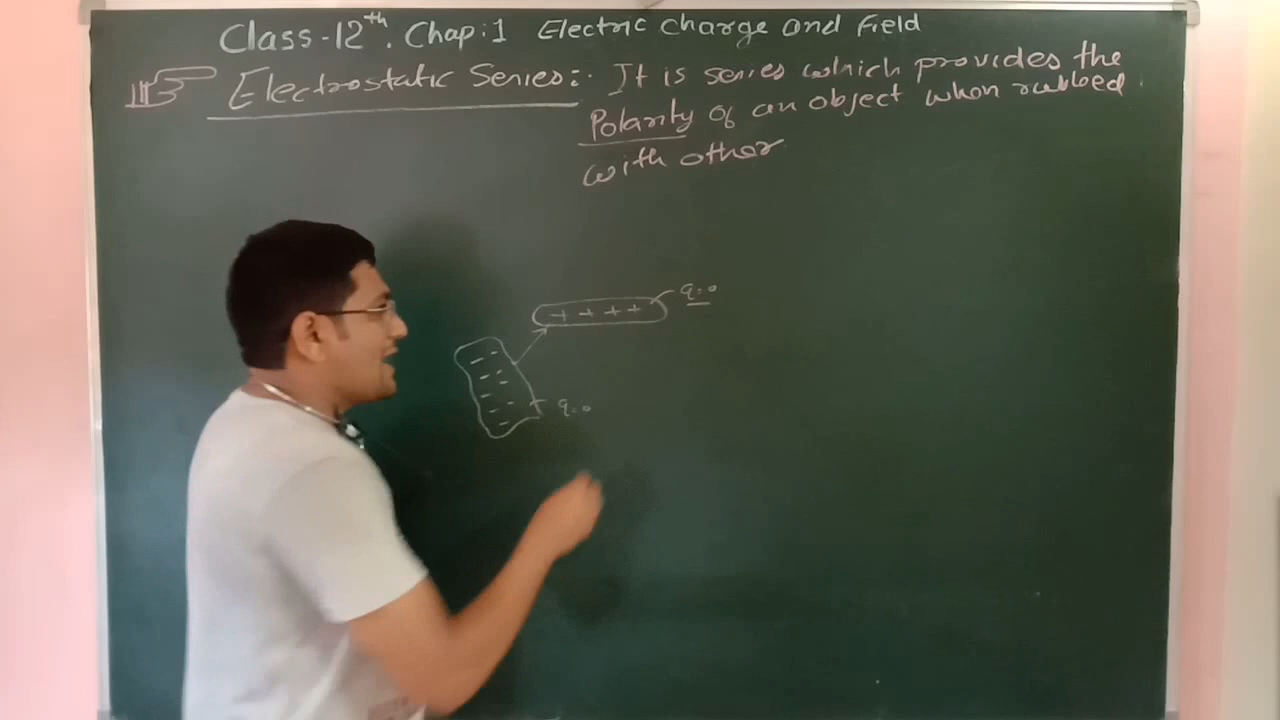 Class-12th. Chap:1 Electric Charge and Field
Electrostatic Series:- It is series which provides the
Polarity of an object when rubbed
with other
q=0
+ + + +
q=0